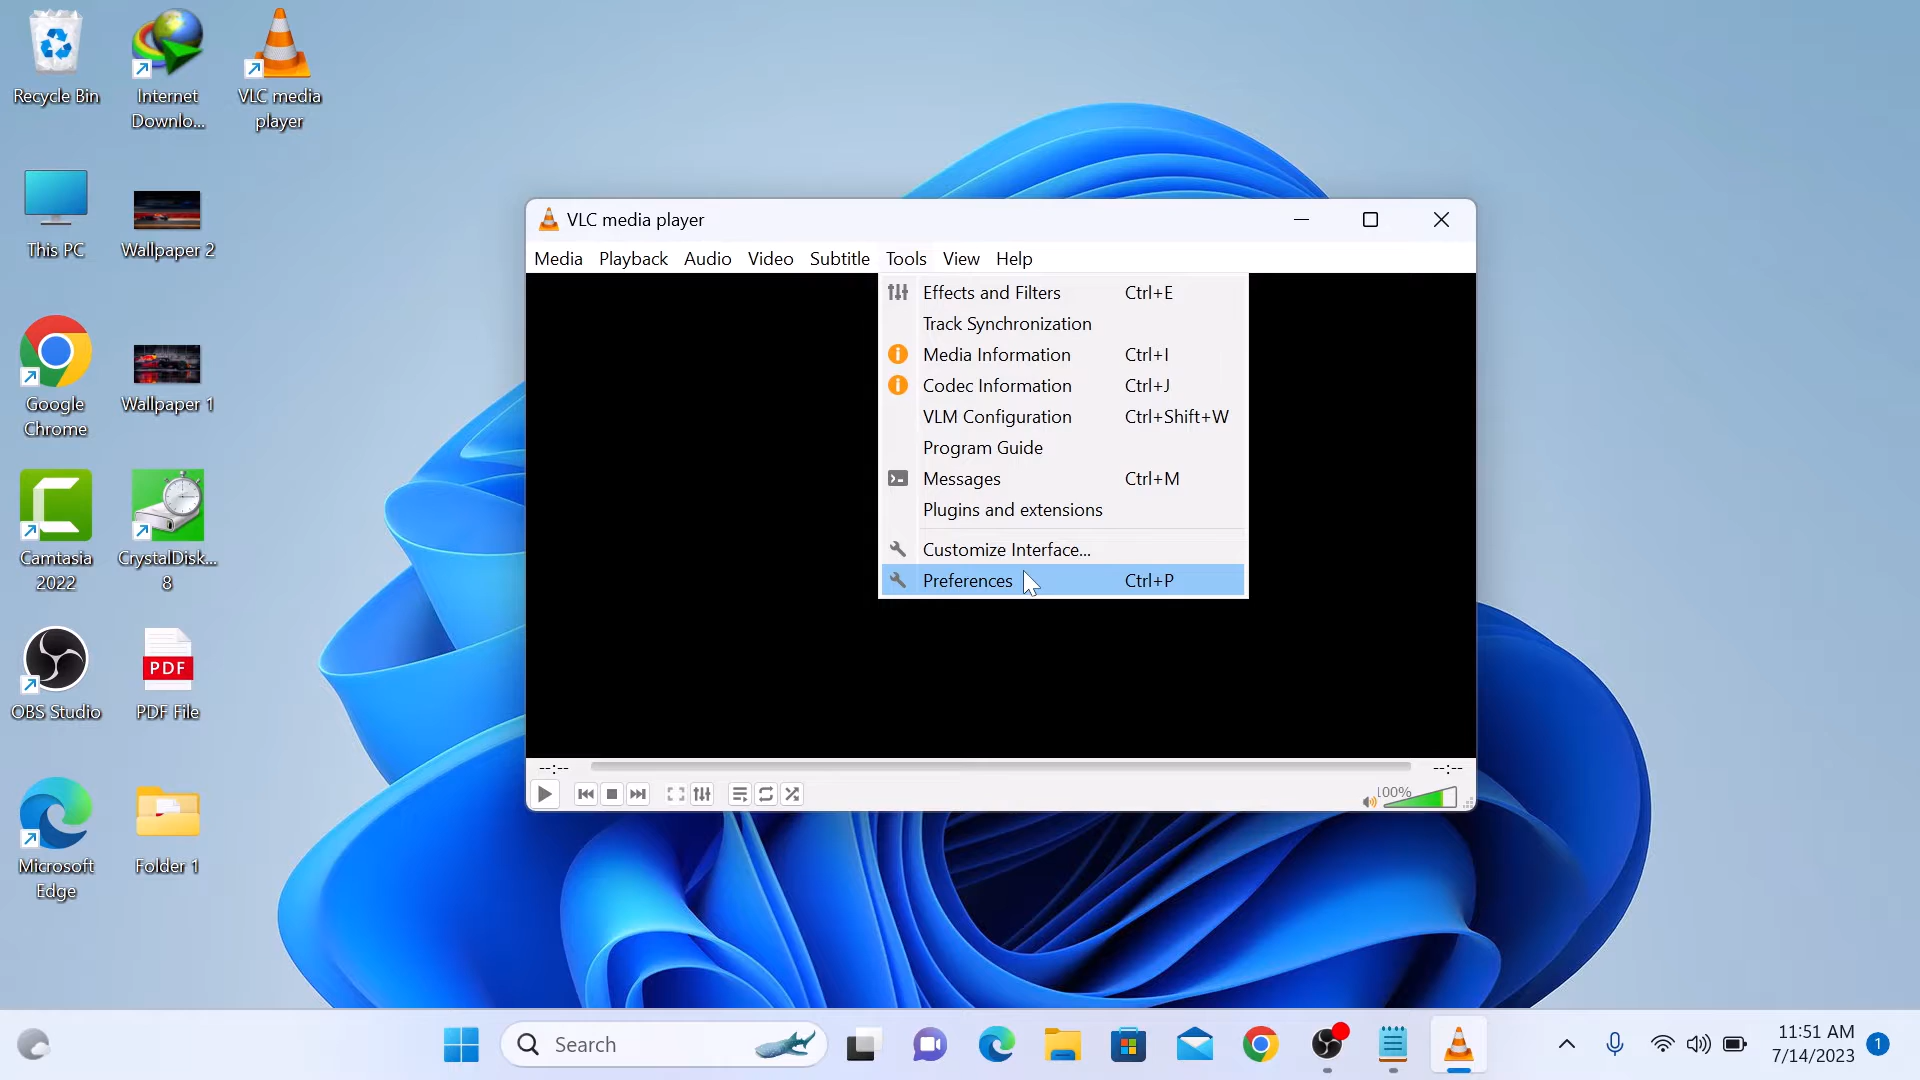 Recycle Bin
Internet
Downlo...
VLC media
player
This PC
Wallpaper 2
Google
Chrome
Wallpaper 1
Camtasia
2022
CrystalDisk...
8
OBS Studio
PDF
PDF File
Microsoft
Edge
Folder 1
VLC media player
Media Playback Audio Video Subtitle Tools View Help
Effects and Filters Ctrl+E
Track Synchronization
Media Information Ctrl+I
Codec Information Ctrl+J
VLM Configuration Ctrl+Shift+W
Program Guide
Messages Ctrl+M
Plugins and extensions
Customize Interface...
Preferences Ctrl+P
--:-- --:--
100%
Search
11:51 AM
7/14/2023
1